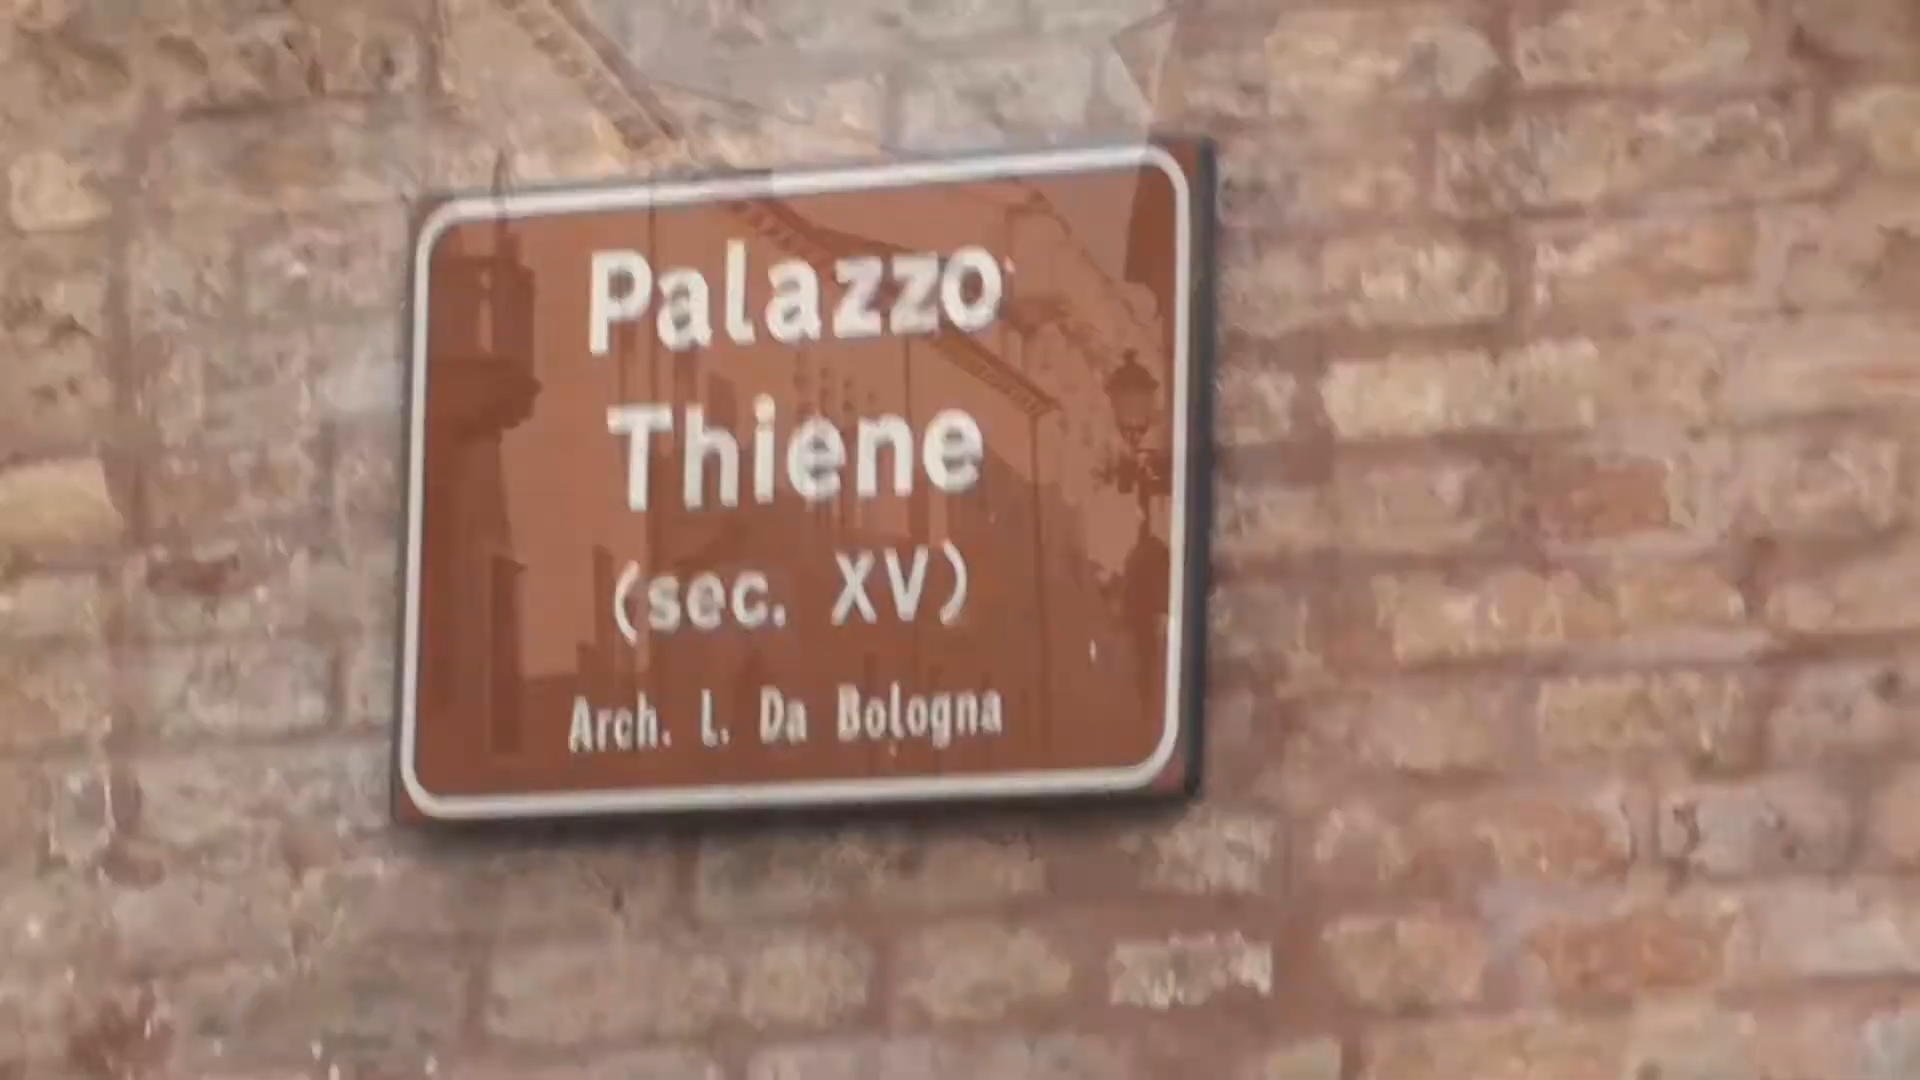 Palazzo
Thiene
(sec. XV)
Arch. L. Da Bologna